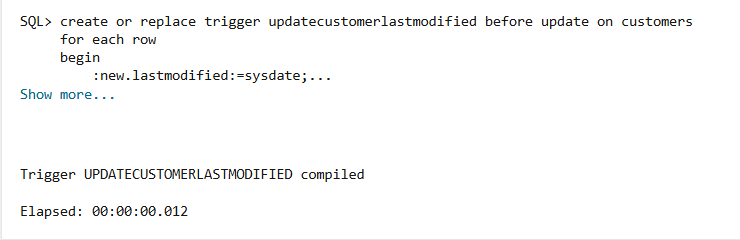 SQL> create or replace trigger updatecustomerlastmodified before update on customers
for each row
begin
:new.lastmodified:=sysdate;...
Show more...
Trigger UPDATECUSTOMERLASTMODIFIED compiled
Elapsed: 00:00:00.012